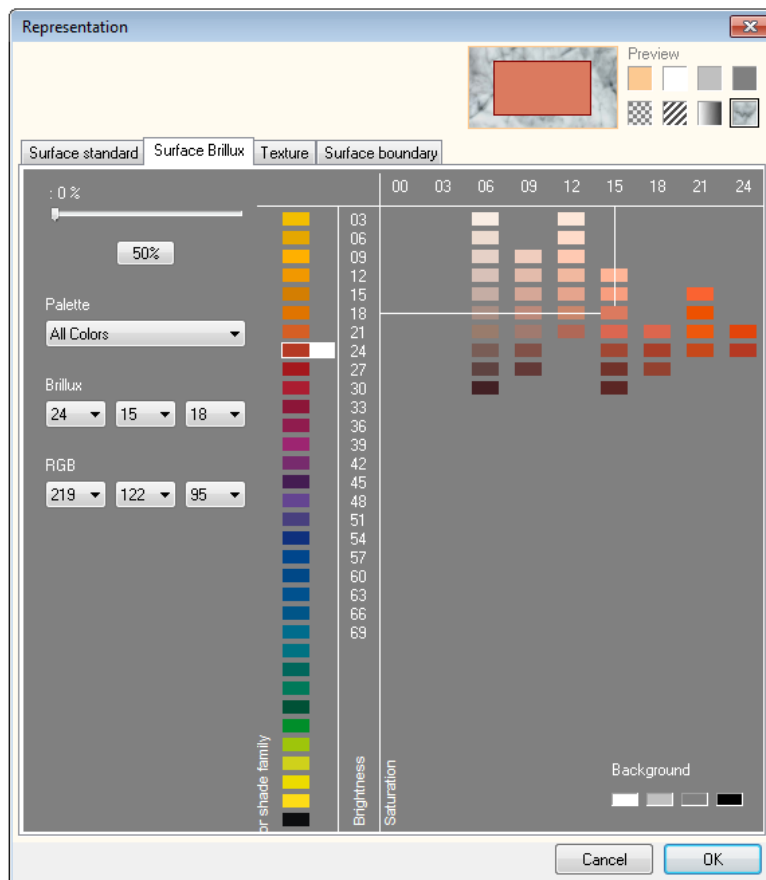 Representation
Preview
Surface standard
Surface Brillux
Texture
Surface boundary
: 0 %
50%
Palette
All Colors
Brillux
24 15 18
RGB
219 122 95
00 03 06 09 12 15 18 21 24
03
06
09
12
15
18
21
24
27
30
33
36
39
42
45
48
51
54
57
60
63
66
69
or shade family
Brightness
Saturation
Background
Cancel
OK